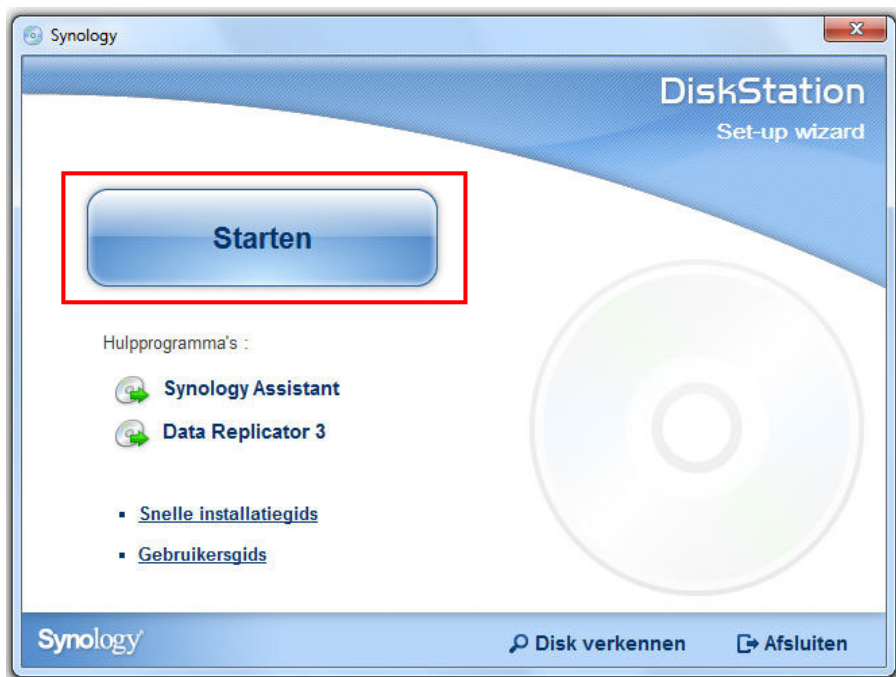 Synology
DiskStation
Set-up wizard
Starten
Hulpprogramma's :
Synology Assistant
Data Replicator 3
Snelle installatiegids
Gebruikersgids
Synology
Disk verkennen
Afsluiten